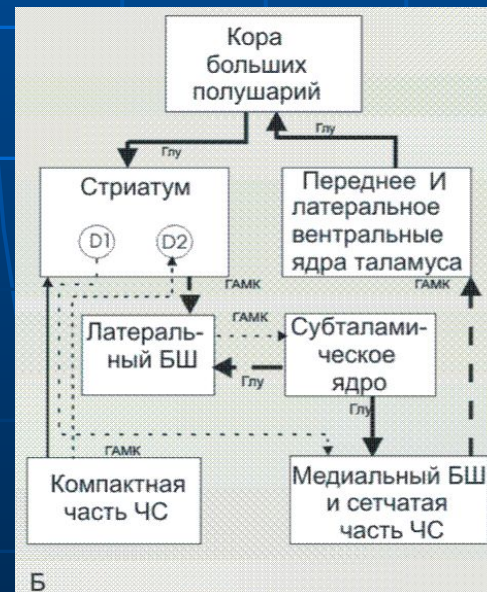 Кора
больших
полушарий
Глу
Глу
Стриатум
D1
D2
Переднее И
латеральное
вентральные
ядра таламуса
ГАМК
ГАМК
Латераль-
ный БШ
ГАМК
Субталами-
ческое
ядро
Глу
Глу
ГАМК
Компактная
часть ЧС
Медиальный БШ
и сетчатая
часть ЧС
Б